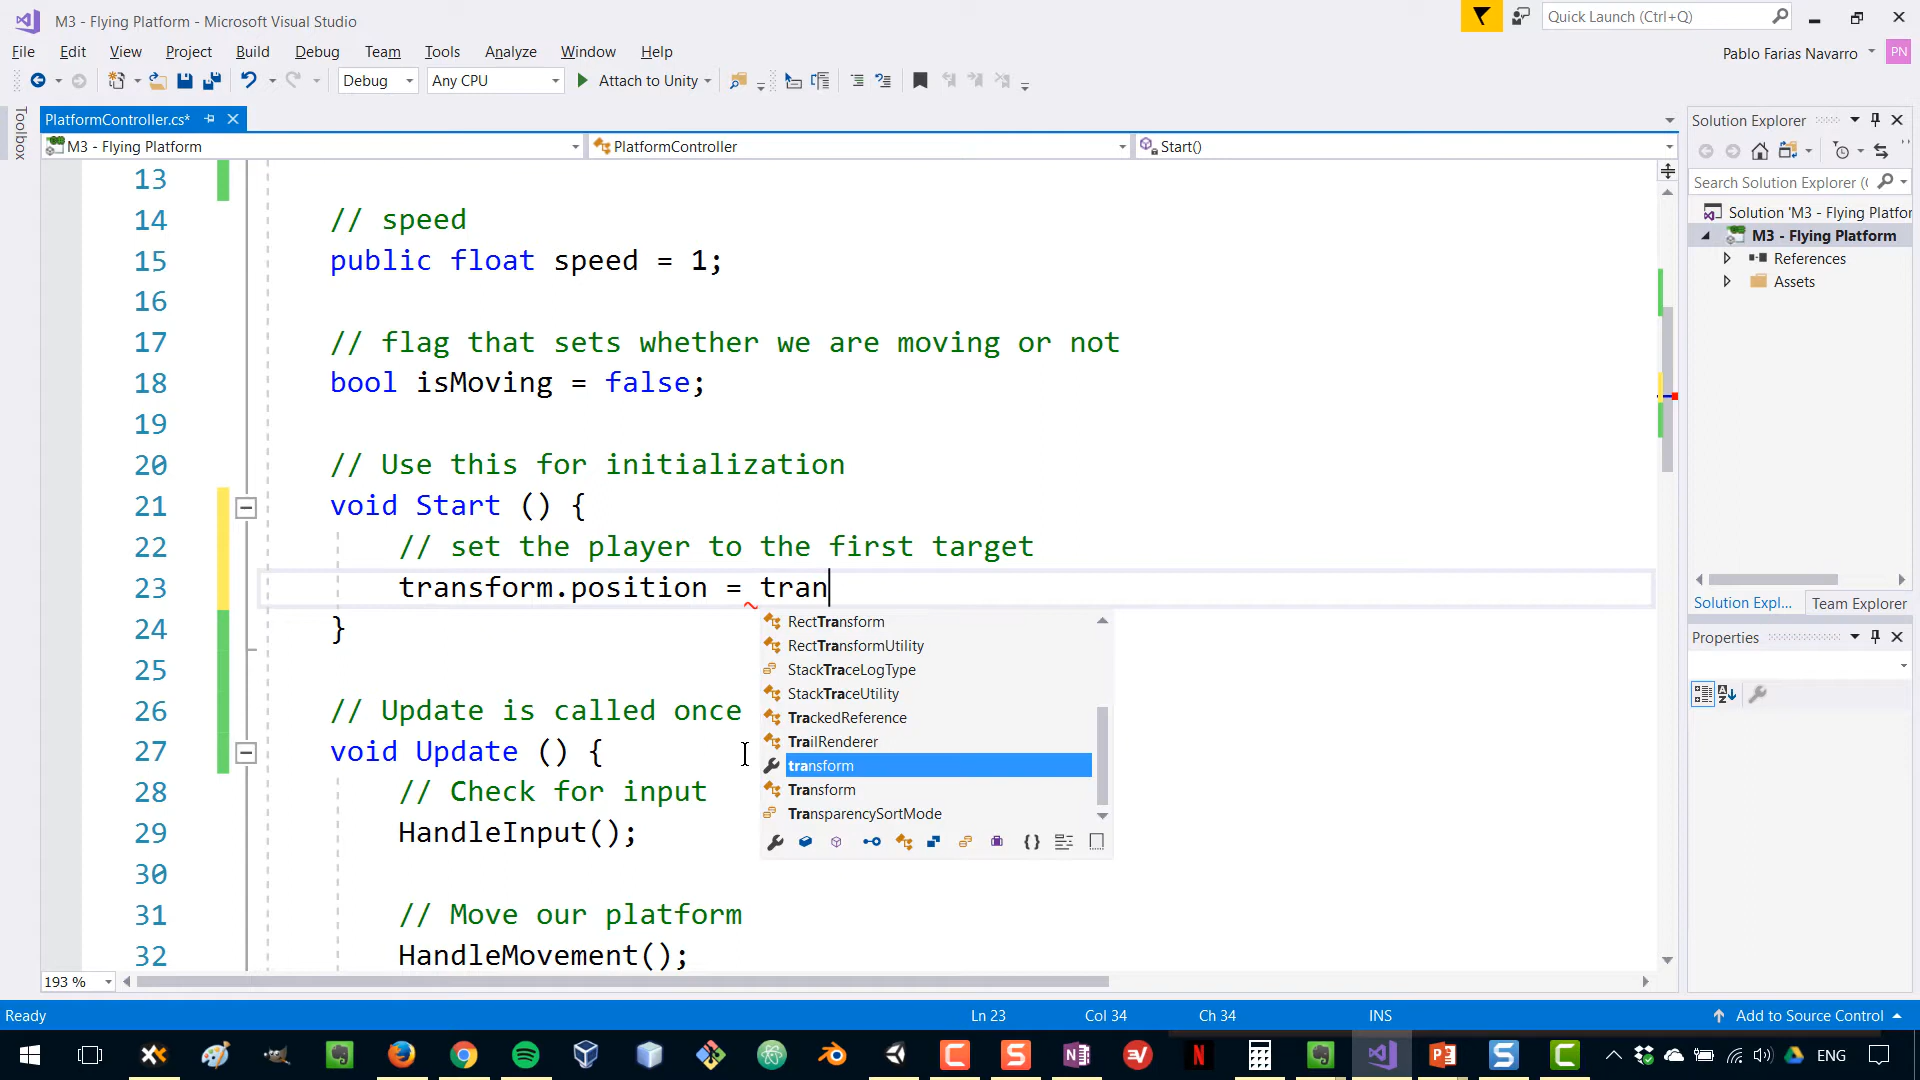 M3 - Flying Platform - Microsoft Visual Studio
Quick Launch (Ctrl+Q)
File Edit View Project Build Debug Team Tools Analyze Window Help
Pablo Farias Navarro PN
Debug Any CPU Attach to Unity
Toolbox
PlatformController.cs*
M3 - Flying Platform PlatformController Start()
13
14 // speed
15 public float speed = 1;
16
17 // flag that sets whether we are moving or not
18 bool isMoving = false;
19
20 // Use this for initialization
21 void Start () {
22 // set the player to the first target
23 transform.position = tran
24 }
25
26 // Update is called once
27 void Update () {
28 // Check for input
29 HandleInput();
30
31 // Move our platform
32 HandleMovement();
RectTransform
RectTransformUtility
StackTraceLogType
StackTraceUtility
TrackedReference
TrailRenderer
transform
Transform
TransparencySortMode
193 %
Solution Explorer
Search Solution Explorer (
Solution 'M3 - Flying Platfor
M3 - Flying Platform
References
Assets
Solution Expl... Team Explorer
Properties
Ready Ln 23 Col 34 Ch 34 INS Add to Source Control
ENG